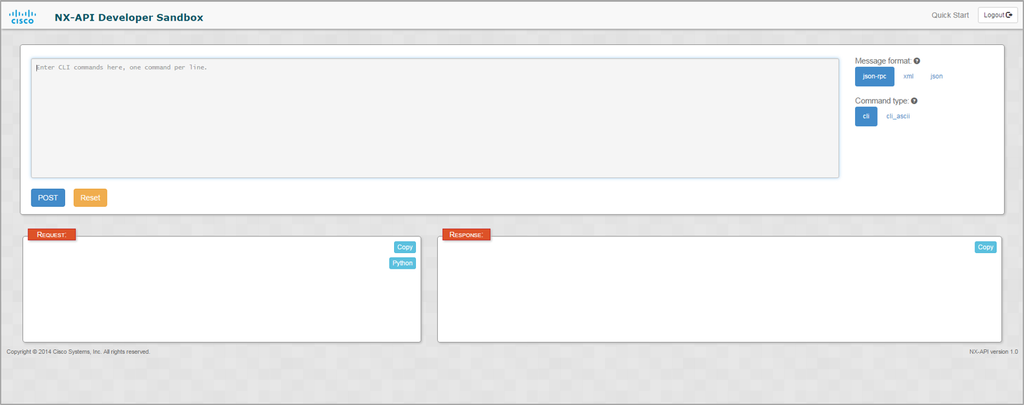 CISCO
NX-API Developer Sandbox
Quick Start
Logout
Enter CLI commands here, one command per line.
Message format:
json-rpc xml json
Command type:
cli cli_ascii
POST Reset
REQUEST:
Copy
Python
RESPONSE:
Copy
Copyright © 2014 Cisco Systems, Inc. All rights reserved.
NX-API version 1.0